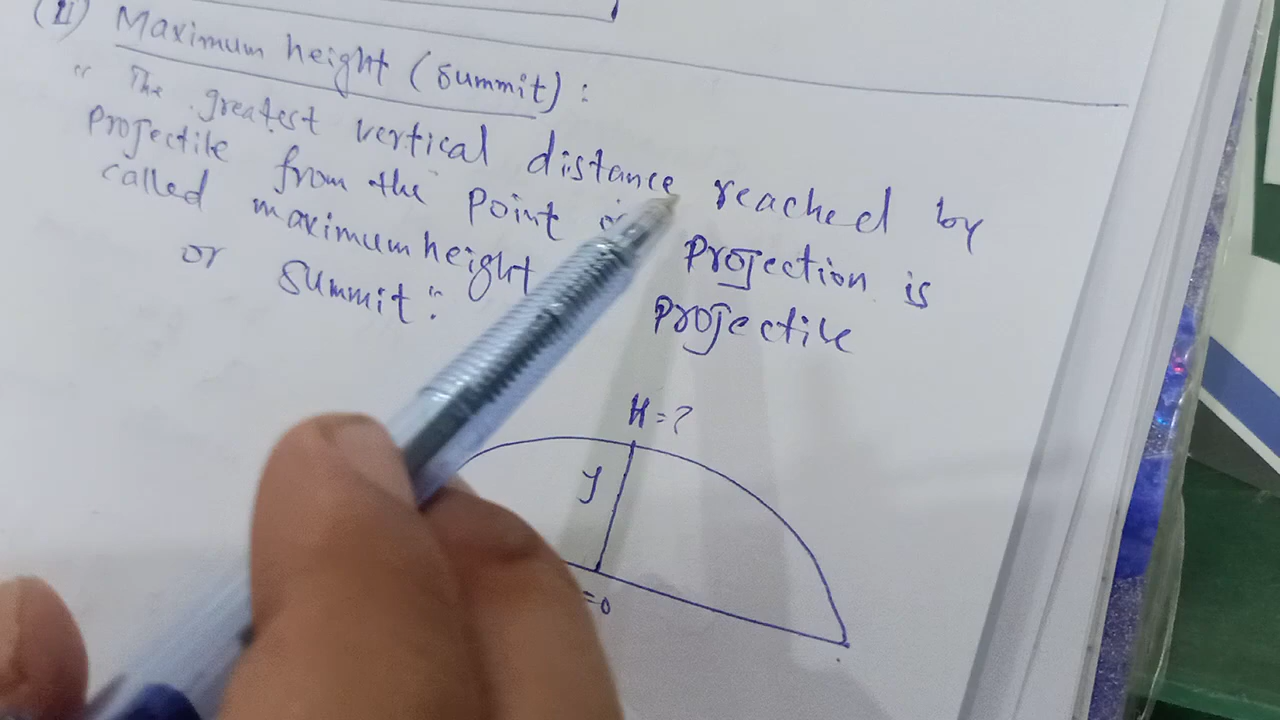 (II) Maximum height (summit) :
" The greatest vertical distance reached by
projectile from the point Projection is
called maximum height Projectile
or summit".
H = ?
y
= 0